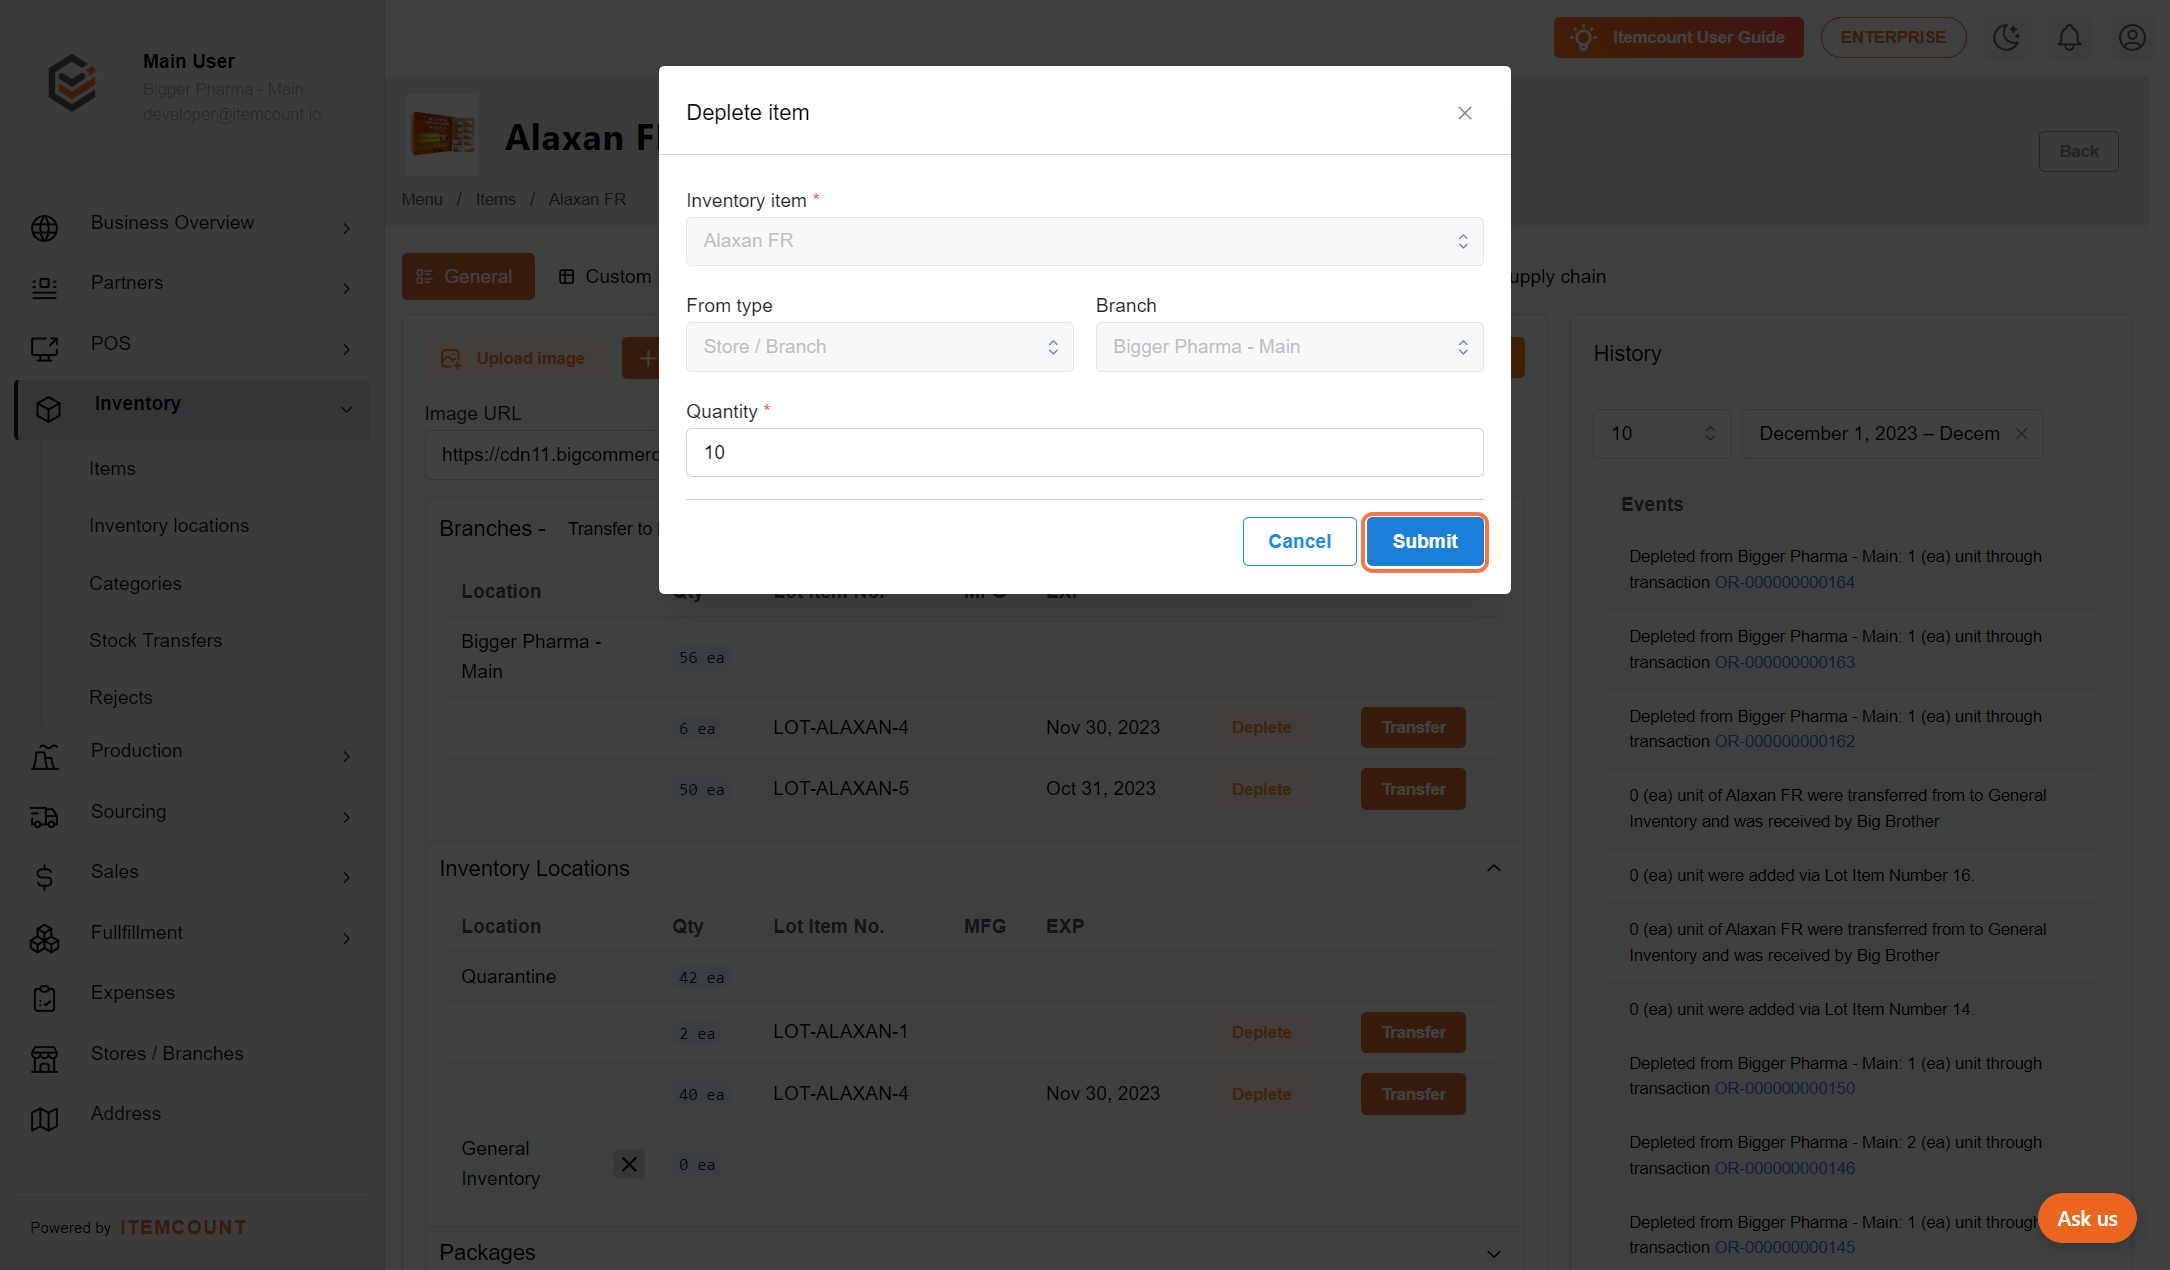 Main User
Bigger Pharma - Main
developer@itemcount.io
Business Overview
Partners
POS
Inventory
Items
Inventory locations
Categories
Stock Transfers
Rejects
Production
Sourcing
Sales
Fullfillment
Expenses
Stores / Branches
Address
Powered by ITEMCOUNT
Itemcount User Guide
ENTERPRISE
Alaxan
Back
Menu / Items / Alaxan FR
General
Custom
upply chain
Upload image
Image URL
https://cdn11.bigcommerc
Deplete item
Inventory item *
Alaxan FR
From type
Branch
Store / Branch
Bigger Pharma - Main
Quantity *
10
Cancel
Submit
Branches - Transfer to
Location
Bigger Pharma - Main
56 ea
6 ea LOT-ALAXAN-4 Nov 30, 2023 Deplete Transfer
50 ea LOT-ALAXAN-5 Oct 31, 2023 Deplete Transfer
Inventory Locations
Location Qty Lot Item No. MFG EXP
Quarantine 42 ea
2 ea LOT-ALAXAN-1 Deplete Transfer
40 ea LOT-ALAXAN-4 Nov 30, 2023 Deplete Transfer
General Inventory
0 ea
Packages
History
10
December 1, 2023 – Decem
Events
Depleted from Bigger Pharma - Main: 1 (ea) unit through
transaction OR-000000000164
Depleted from Bigger Pharma - Main: 1 (ea) unit through
transaction OR-000000000163
Depleted from Bigger Pharma - Main: 1 (ea) unit through
transaction OR-000000000162
0 (ea) unit of Alaxan FR were transferred from to General
Inventory and was received by Big Brother
0 (ea) unit were added via Lot Item Number 16.
0 (ea) unit of Alaxan FR were transferred from to General
Inventory and was received by Big Brother
0 (ea) unit were added via Lot Item Number 14.
Depleted from Bigger Pharma - Main: 1 (ea) unit through
transaction OR-000000000150
Depleted from Bigger Pharma - Main: 2 (ea) unit through
transaction OR-000000000146
Depleted from Bigger Pharma - Main: 1 (ea) unit through
transaction OR-000000000145
Ask us